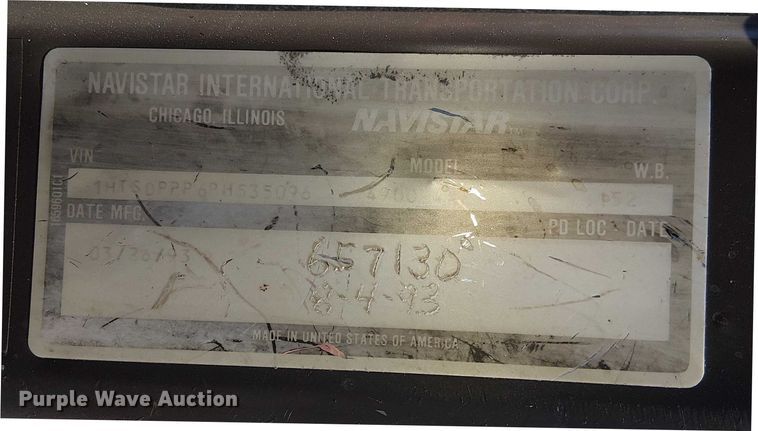 NAVISTAR INTERNATIONAL TRANSPORTATION CORP.
CHICAGO, ILLINOIS NAVISTAR TM
VIN MODEL W.B.
DATE MFG. PD LOC DATE
657130
8-4-93
MADE IN UNITED STATES OF AMERICA
Purple Wave Auction